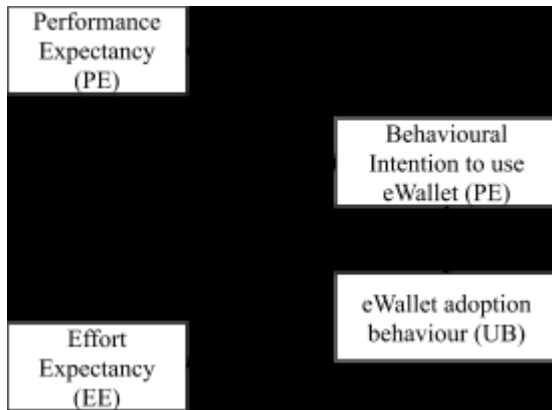 Performance
Expectancy
(PE)
Behavioural
Intention to use
eWallet (PE)
eWallet adoption
behaviour (UB)
Effort
Expectancy
(EE)